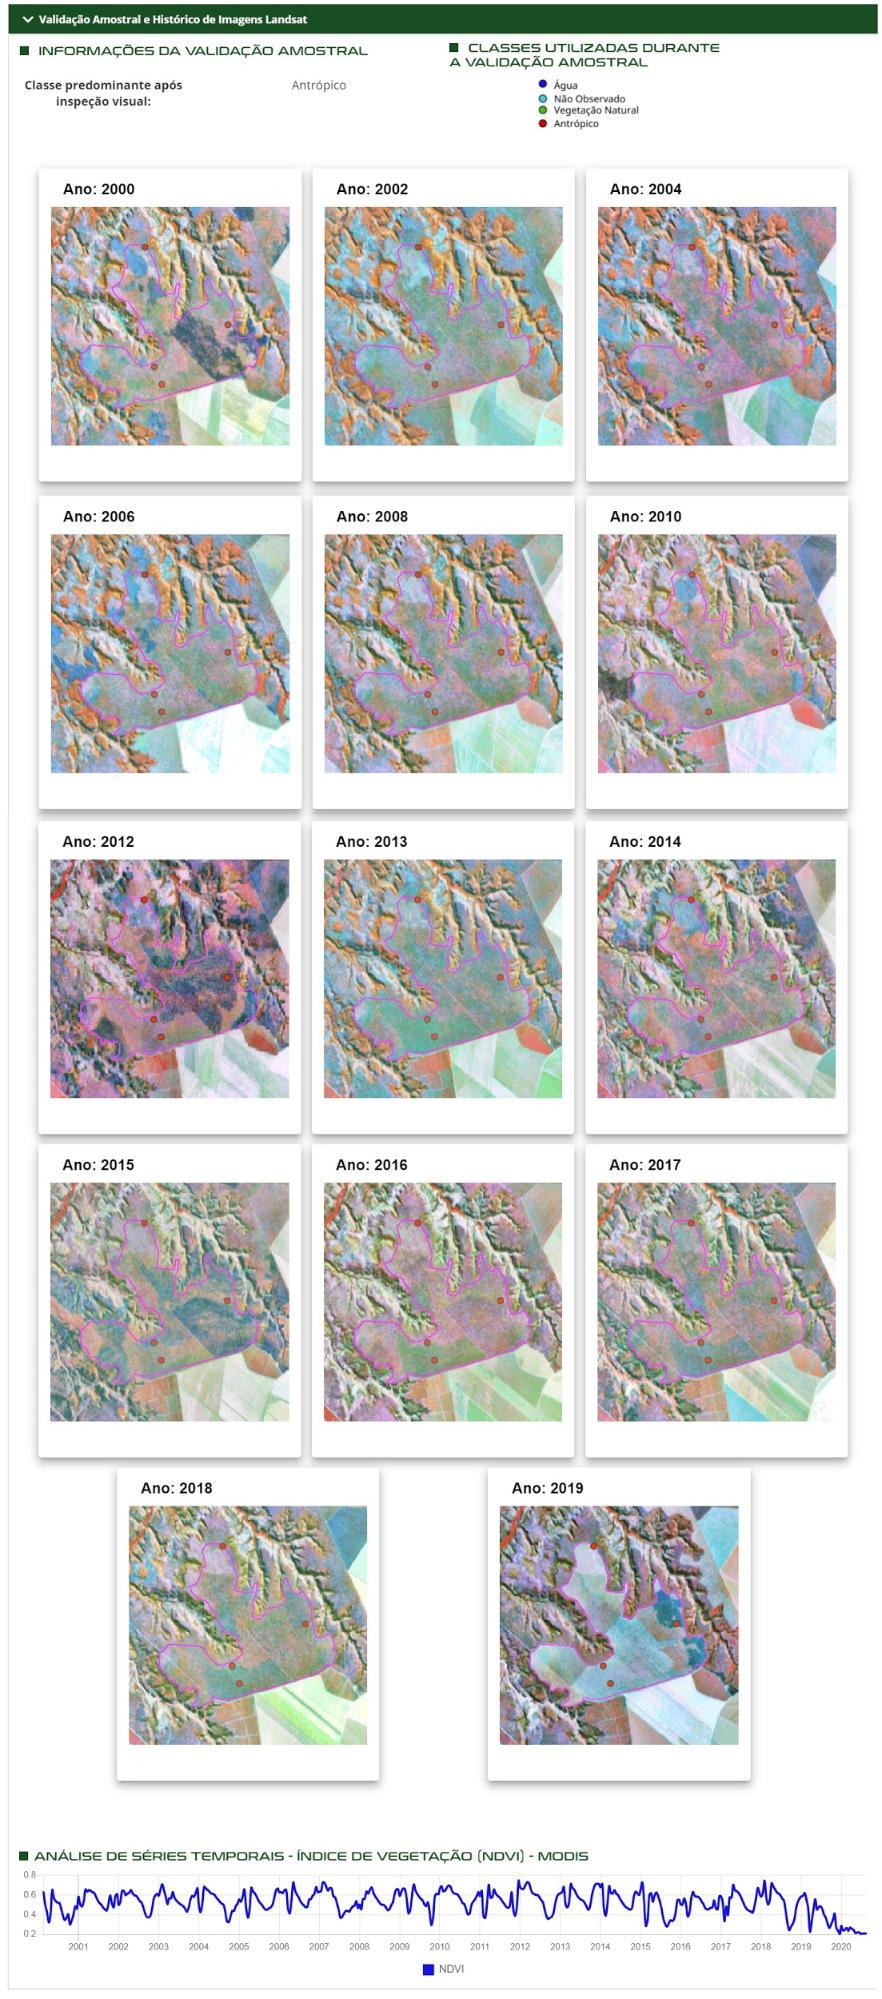 Validação Amostral e Histórico de Imagens Landsat
INFORMAÇÕES DA VALIDAÇÃO AMOSTRAL
Classe predominante após
inspeção visual:
Antrópico
CLASSES UTILIZADAS DURANTE
A VALIDAÇÃO AMOSTRAL
Água
Não Observado
Vegetação Natural
Antrópico
Ano: 2000
Ano: 2002
Ano: 2004
Ano: 2006
Ano: 2008
Ano: 2010
Ano: 2012
Ano: 2013
Ano: 2014
Ano: 2015
Ano: 2016
Ano: 2017
Ano: 2018
Ano: 2019
ANÁLISE DE SÉRIES TEMPORAIS - ÍNDICE DE VEGETAÇÃO (NDVI) - MODIS
0.8
0.6
0.4
0.2
2001 2002 2003 2004 2005 2006 2007 2008 2009 2010 2011 2012 2013 2014 2015 2016 2017 2018 2019 2020
NDVI